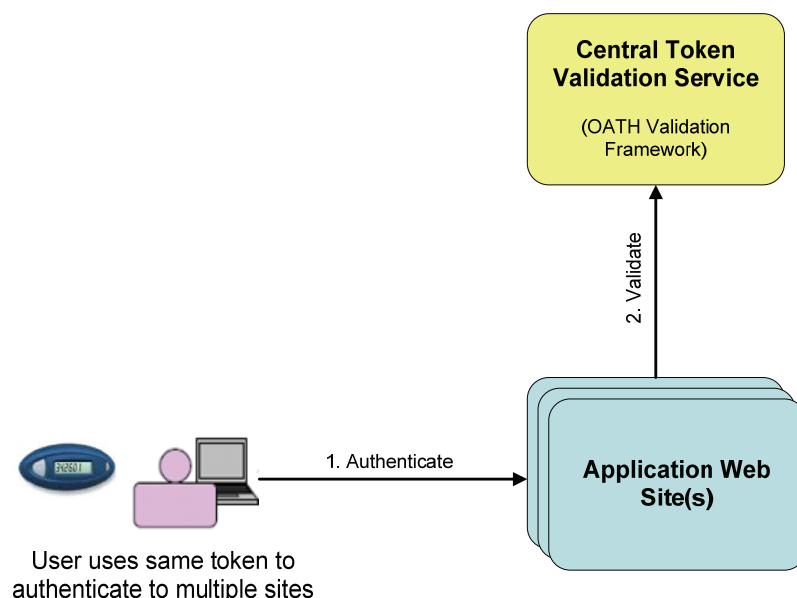 Central Token
Validation Service
(OATH Validation
Framework)
2. Validate
1. Authenticate
Application Web
Site(s)
342601
User uses same token to
authenticate to multiple sites